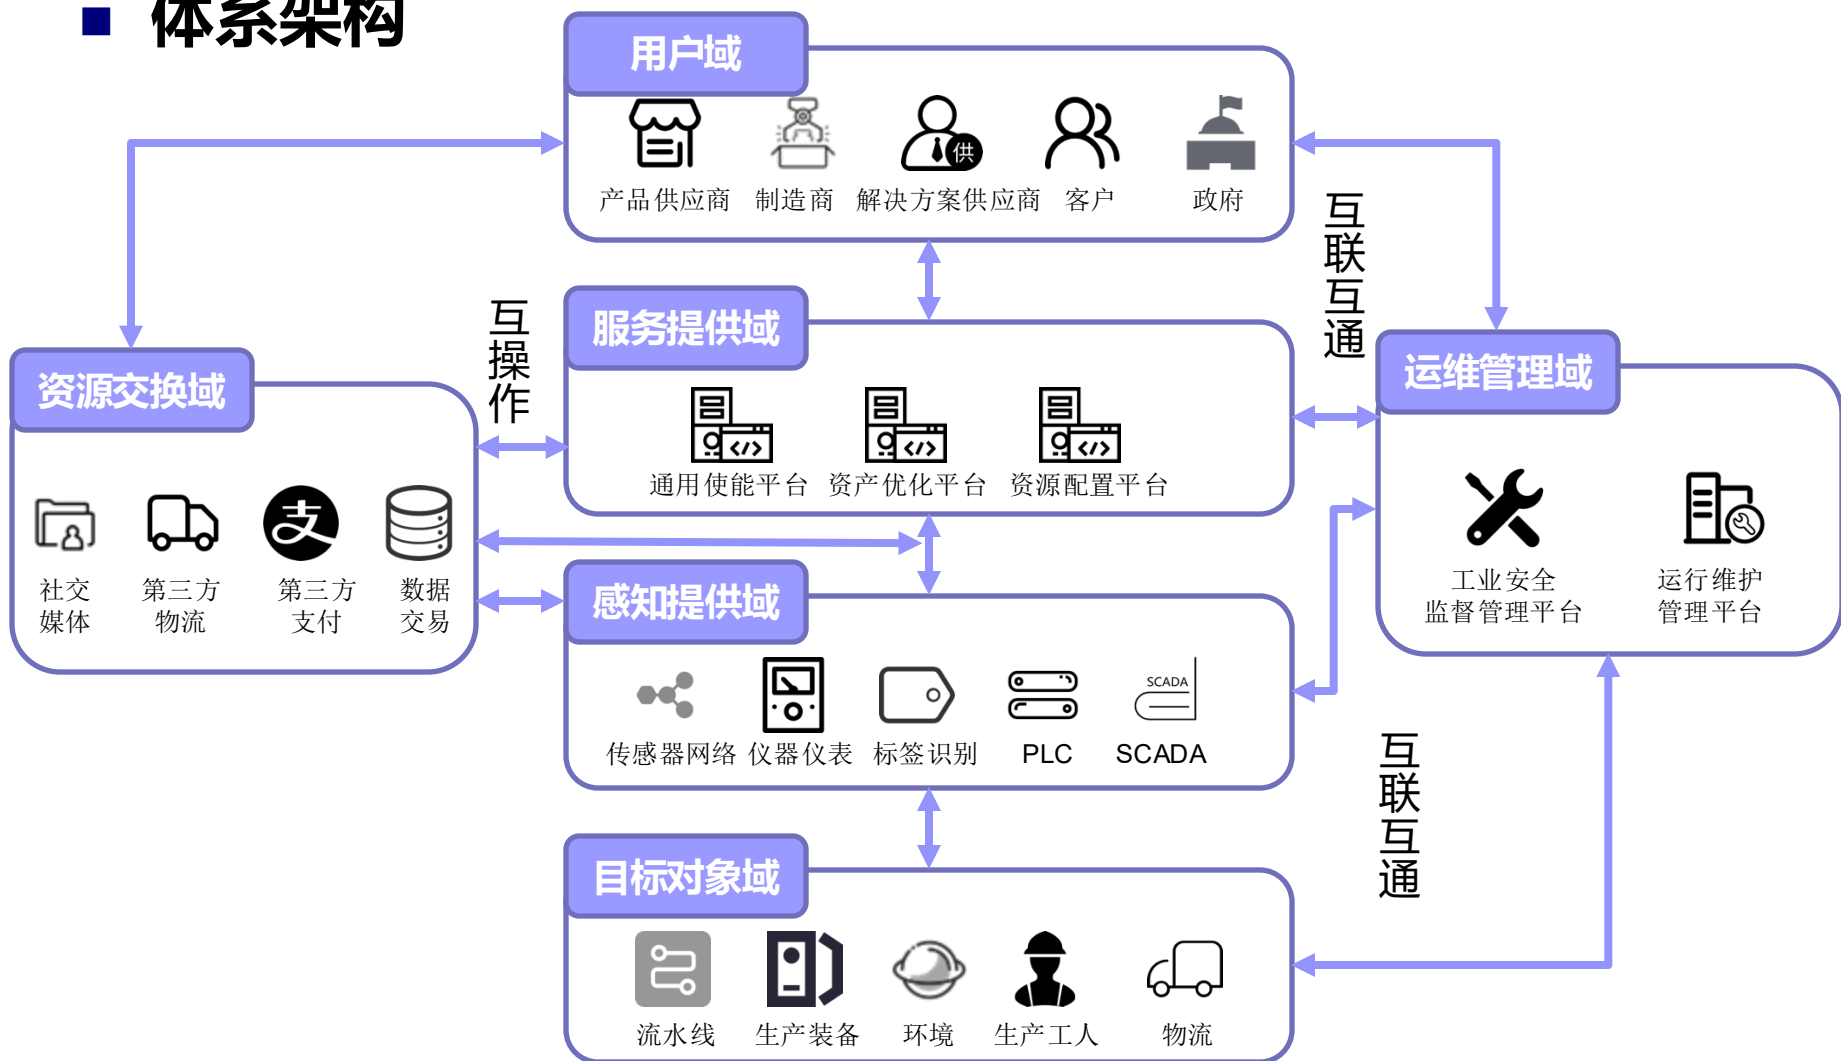 体系架构
用户域
供
产品供应商
制造商
解决方案供应商
客户
政府
互联互通
互操作
服务提供域
通用使能平台
资产优化平台
资源配置平台
资源交换域
支
社交
媒体
第三方
物流
第三方
支付
数据
交易
运维管理域
工业安全
监督管理平台
运行维护
管理平台
感知提供域
SCADA
传感器网络
仪器仪表
标签识别
PLC
SCADA
互联互通
目标对象域
流水线
生产装备
环境
生产工人
物流